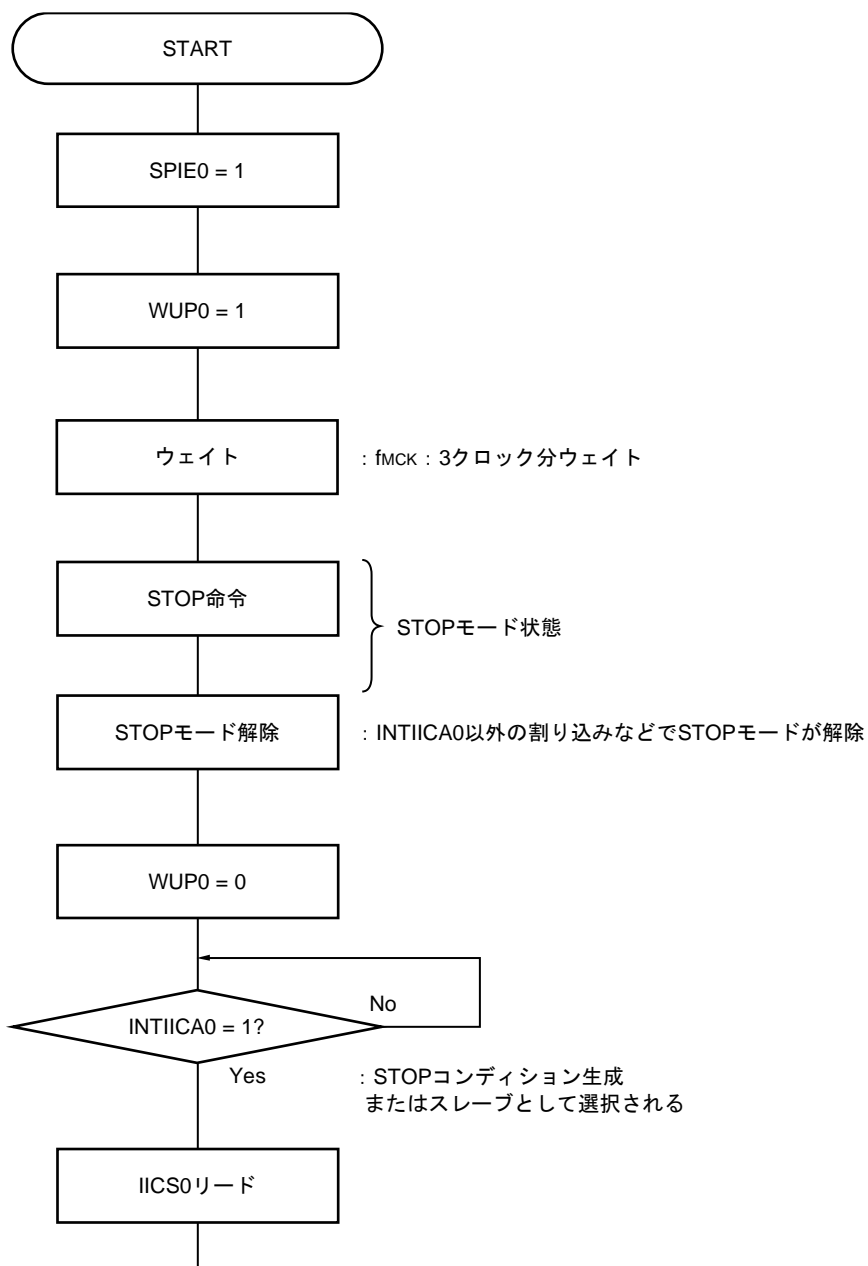 START
SPIE0 = 1
WUP0 = 1
ウェイト
: fMCK : 3クロック分ウェイト
STOP命令
STOPモード状態
STOPモード解除
: INTIICA0以外の割り込みなどでSTOPモードが解除
WUP0 = 0
No
INTIICA0 = 1?
Yes
: STOPコンディション生成
またはスレーブとして選択される
IICS0リード